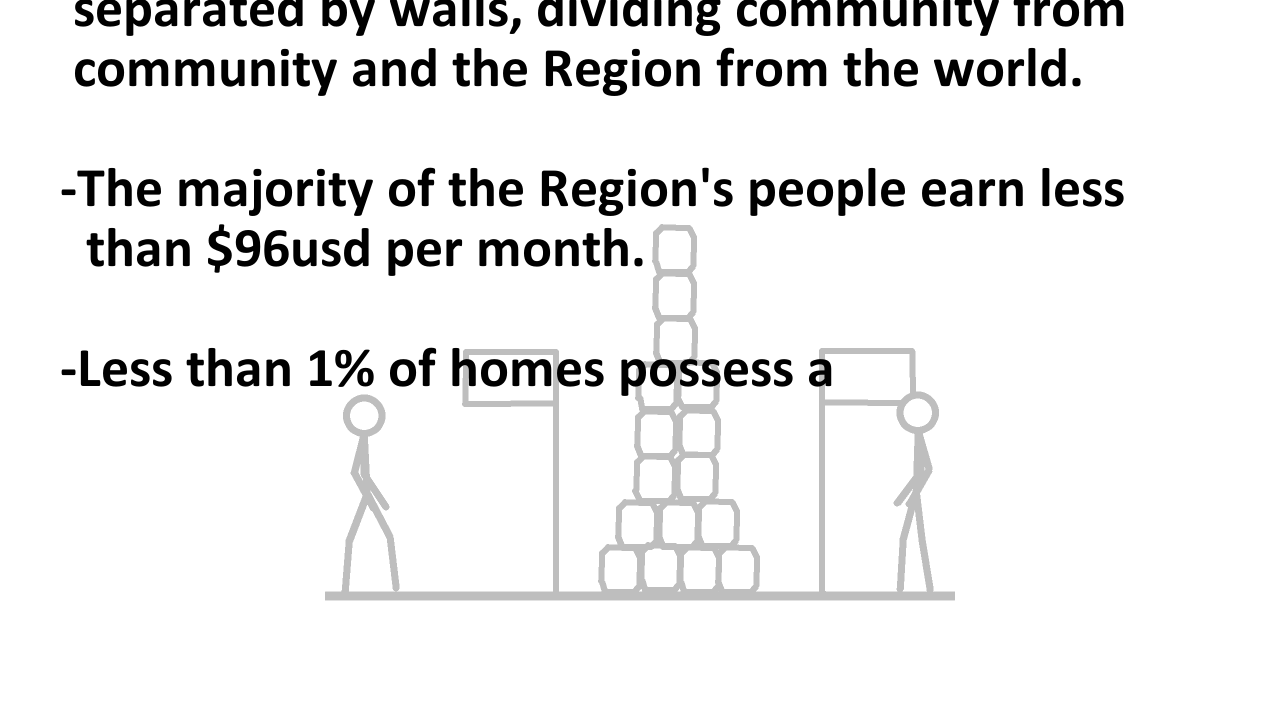 separated by walls, dividing community from
community and the Region from the world.
-The majority of the Region's people earn less
than $96usd per month.
-Less than 1% of homes possess a